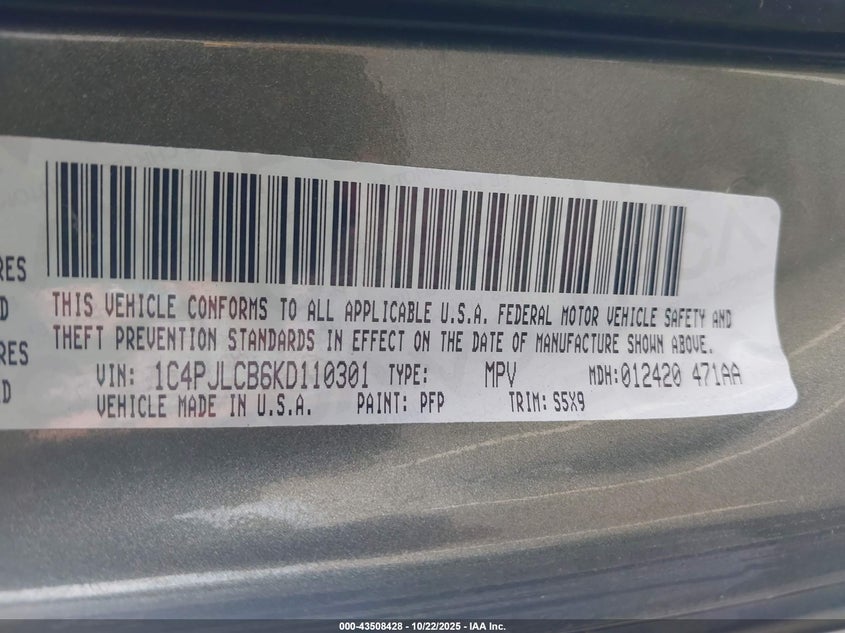 RES
D
RES
D
THIS VEHICLE CONFORMS TO ALL APPLICABLE U.S.A. FEDERAL MOTOR VEHICLE SAFETY AND
THEFT PREVENTION STANDARDS IN EFFECT ON THE DATE OF MANUFACTURE SHOWN ABOVE.
VIN: 1C4PJLCB6KD110301 TYPE: MPV MDH:012420 471AA
VEHICLE MADE IN U.S.A. PAINT: PFP TRIM: S5X9
000-43508428 - 10/22/2025 - IAA Inc.